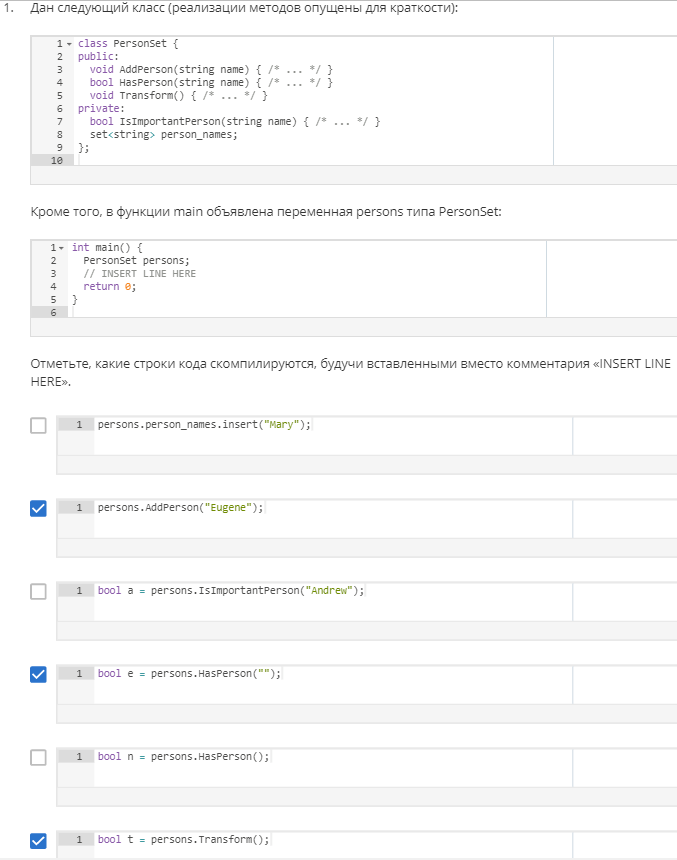 1. Дан следующий класс (реализации методов опущены для краткости):
1 class PersonSet {
2 public:
3 void AddPerson(string name) { /* ... */ }
4 bool HasPerson(string name) { /* ... */ }
5 void Transform() { /* ... */ }
6 private:
7 bool IsImportantPerson(string name) { /* ... */ }
8 set<string> person_names;
9 };
10
Кроме того, в функции main объявлена переменная persons типа PersonSet:
1 int main() {
2 PersonSet persons;
3 // INSERT LINE HERE
4 return 0;
5 }
6
Отметьте, какие строки кода скомпилируются, будучи вставленными вместо комментария «INSERT LINE
HERE».
1 persons.person_names.insert("Mary");
1 persons.AddPerson("Eugene");
1 bool a = persons.IsImportantPerson("Andrew");
1 bool e = persons.HasPerson("");
1 bool n = persons.HasPerson();
1 bool t = persons.Transform();